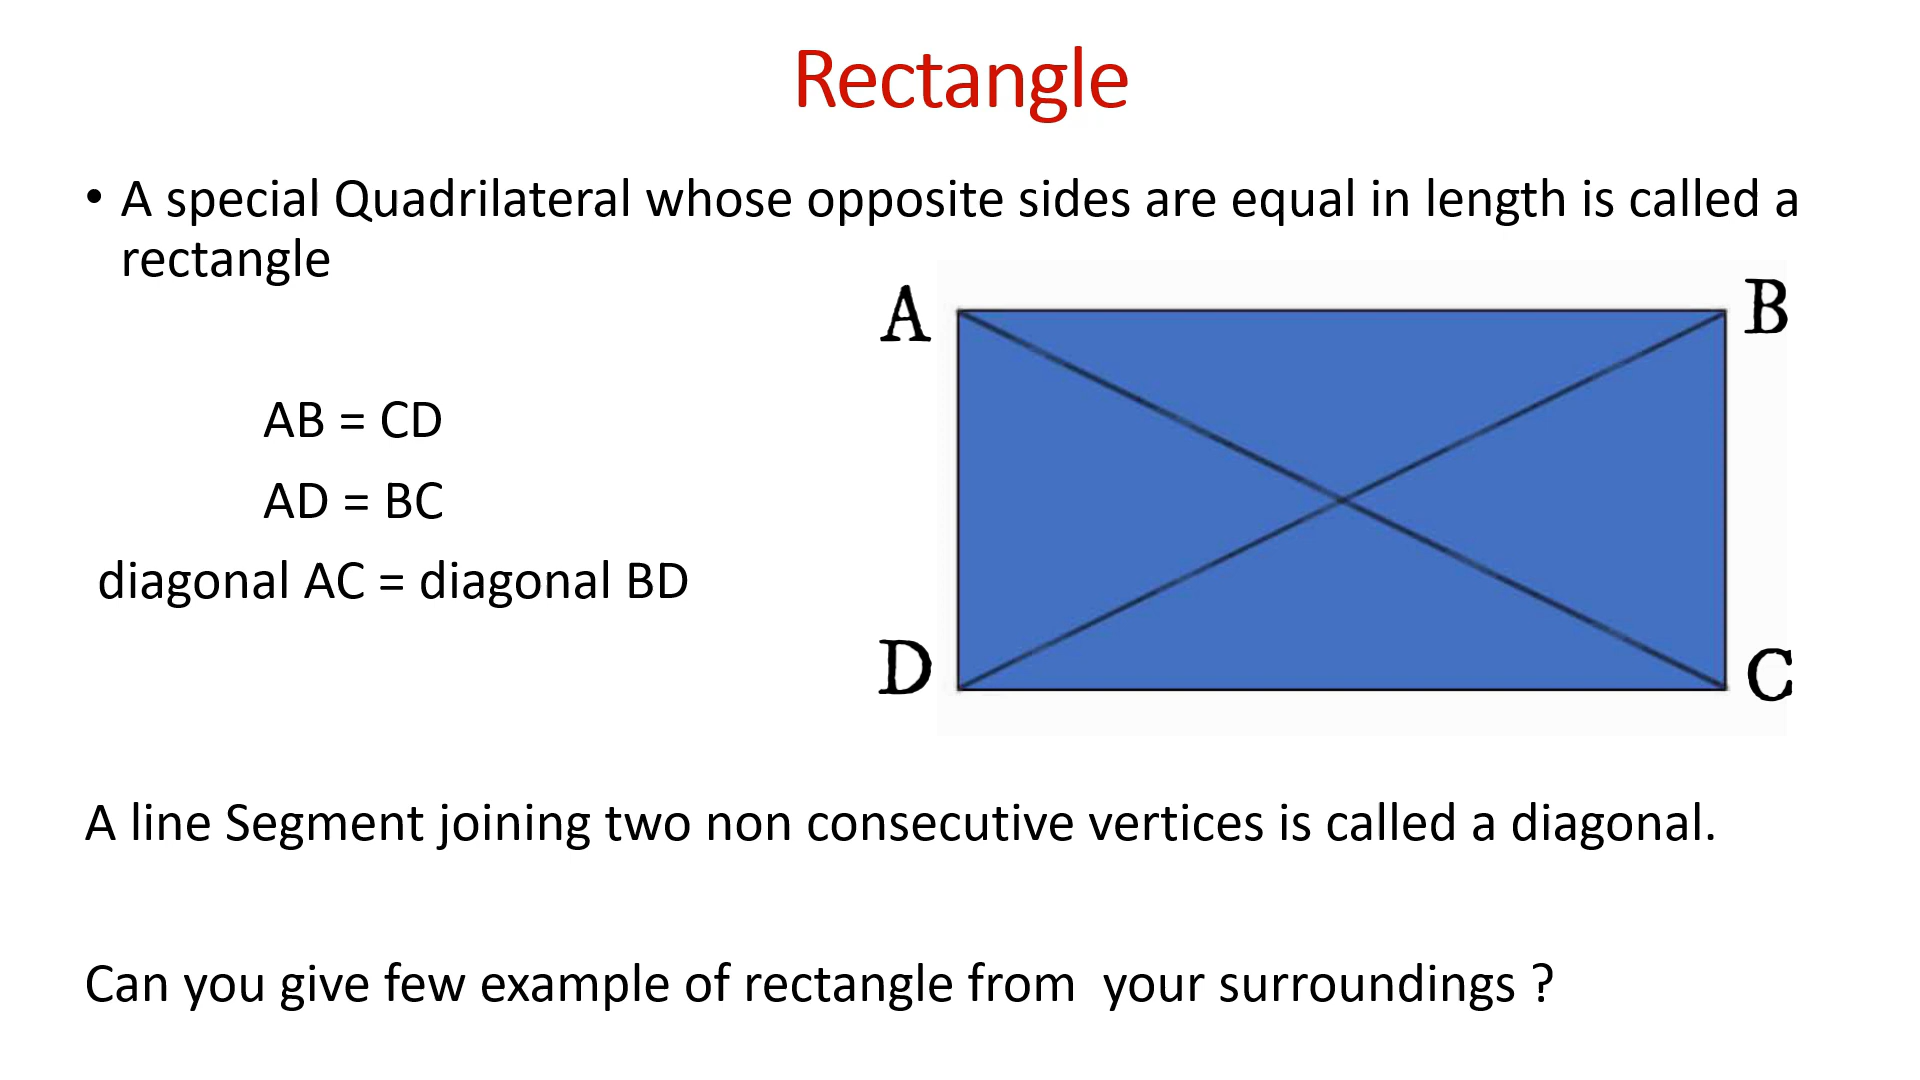 Rectangle
• A special Quadrilateral whose opposite sides are equal in length is called a
rectangle
A
B
AB = CD
AD = BC
diagonal AC = diagonal BD
D
C
A line Segment joining two non consecutive vertices is called a diagonal.
Can you give few example of rectangle from  your surroundings ?